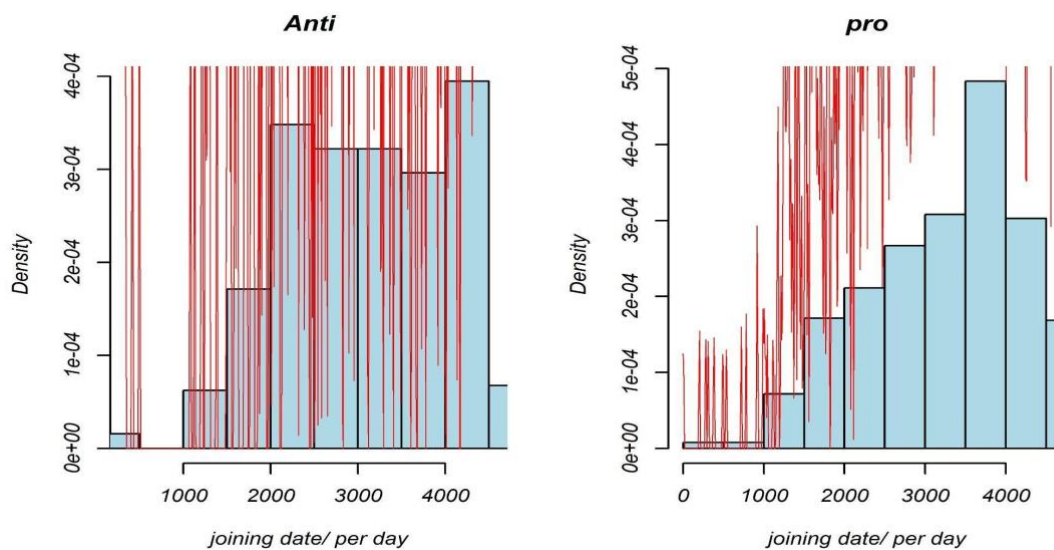 Anti
Density
4e-04
3e-04
2e-04
1e-04
0e+00
1000 2000 3000 4000
joining date/ per day
pro
Density
5e-04
4e-04
3e-04
2e-04
1e-04
0e+00
0 1000 2000 3000 4000
joining date/ per day